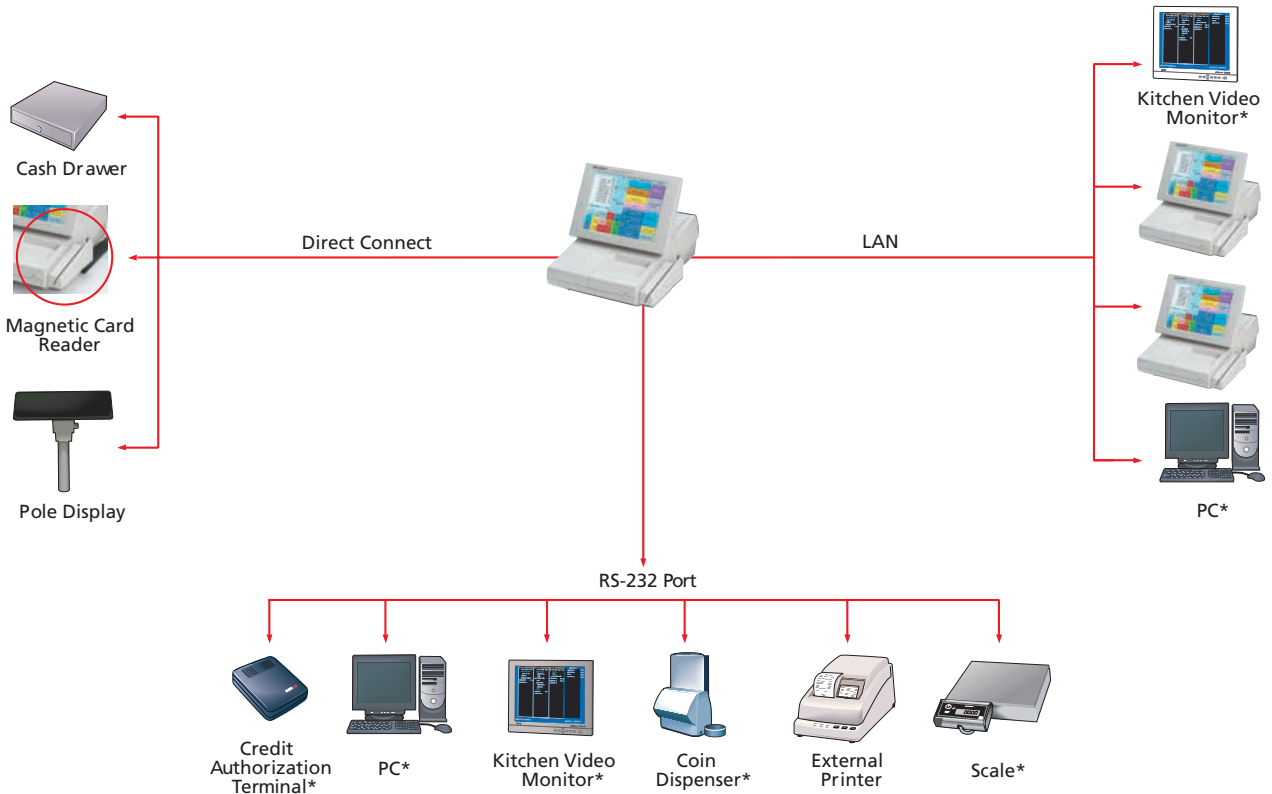 Kitchen Video
Monitor*
Cash Drawer
Direct Connect
LAN
Magnetic Card
Reader
Pole Display
PC*
RS-232 Port
Credit
Authorization
Terminal*
PC*
Kitchen Video
Monitor*
Coin
Dispenser*
External
Printer
Scale*